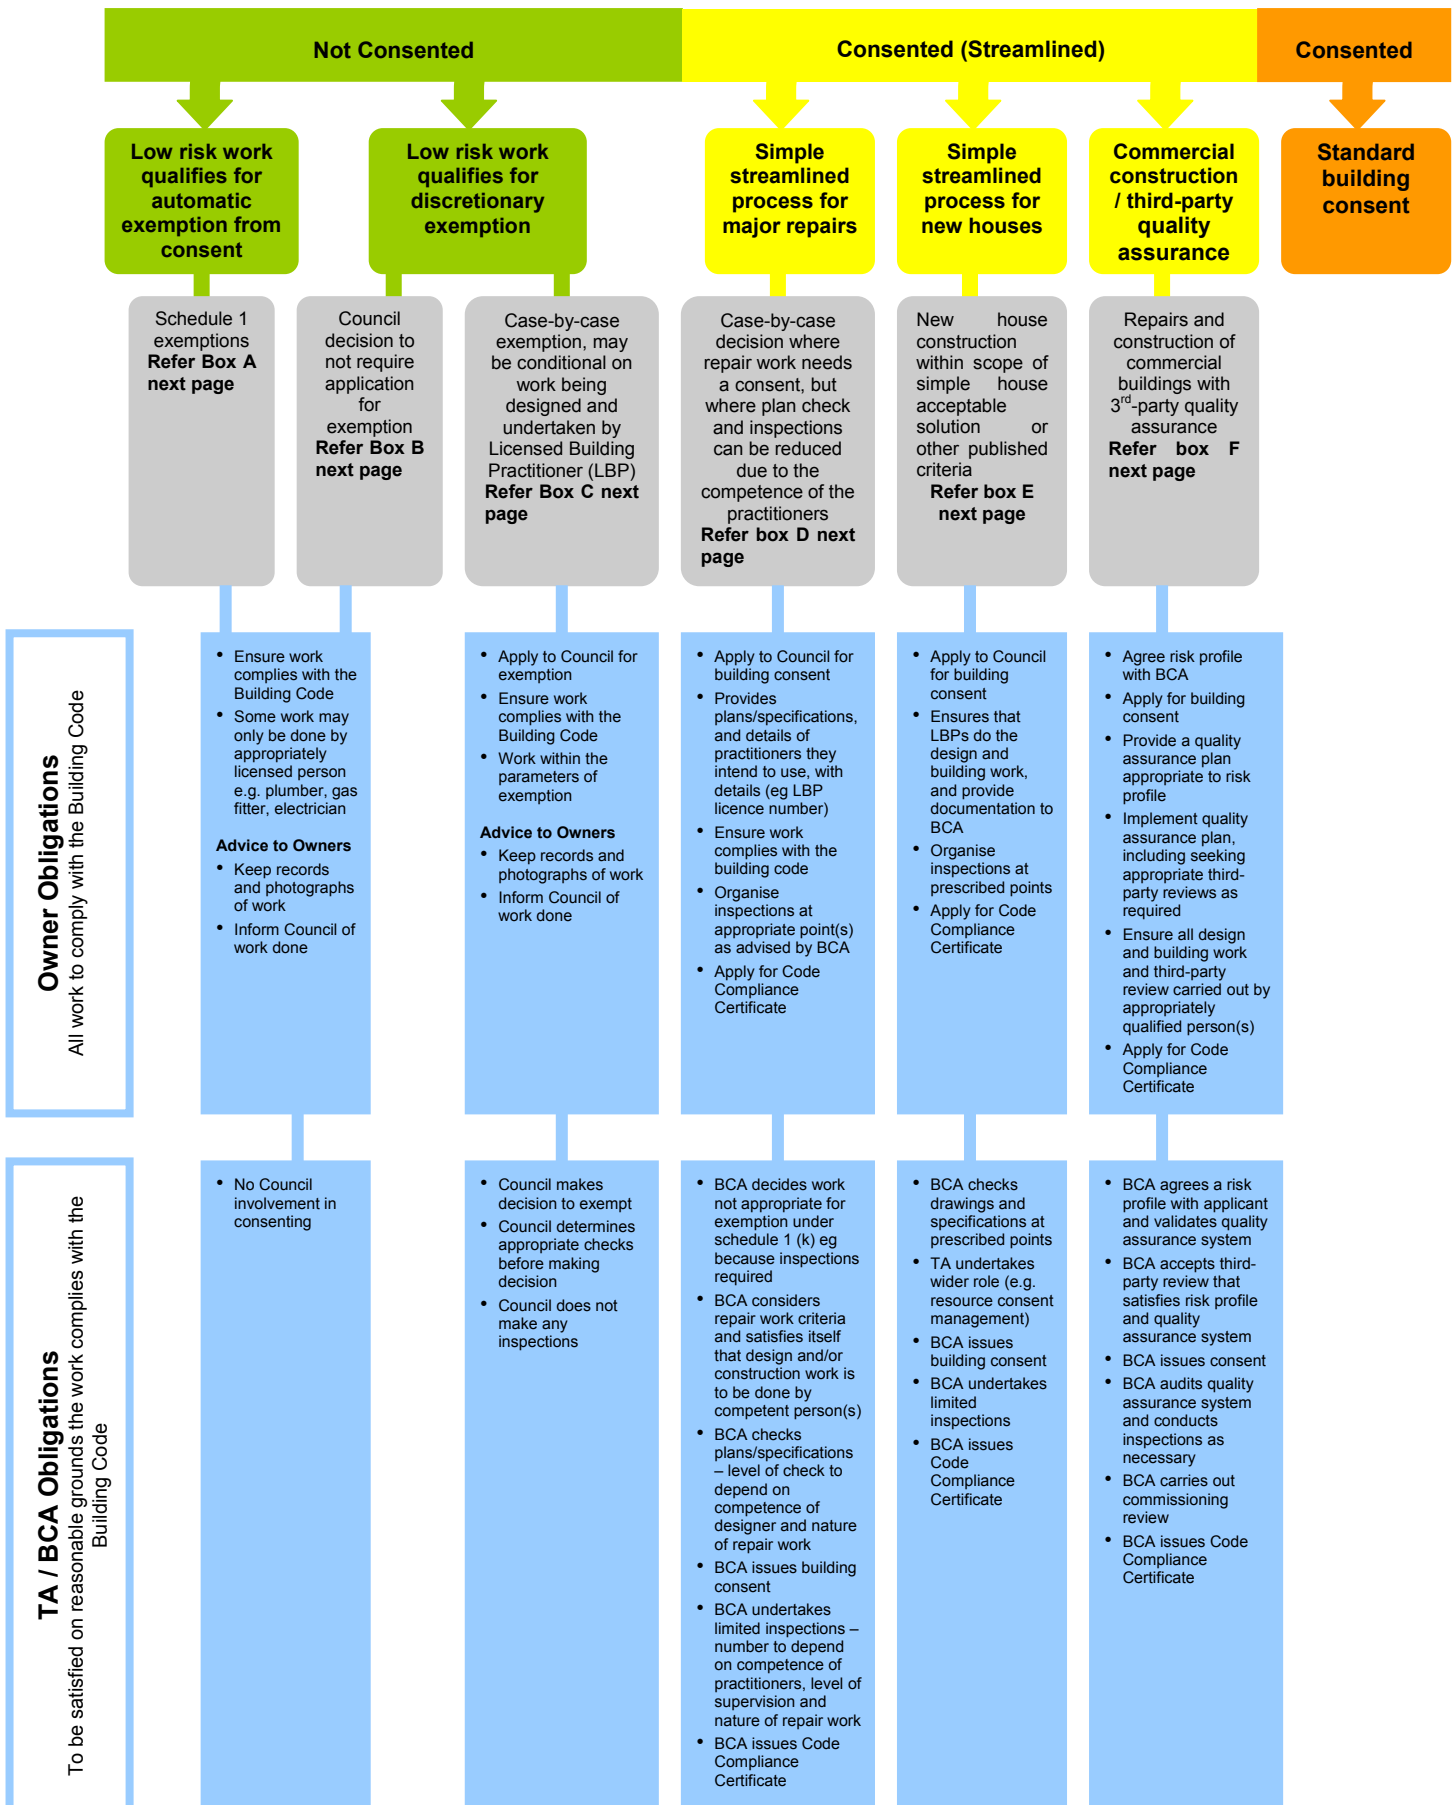 Not Consented
Consented (Streamlined)
Consented
Low risk work
qualifies for
automatic
exemption from
consent
Low risk work
qualifies for
discretionary
exemption
Simple
streamlined
process for
major repairs
Simple
streamlined
process for
new houses
Commercial
construction
/ third-party
quality
assurance
Standard
building
consent
Schedule 1
exemptions
Refer Box A
next page
Council
decision to
not require
application
for
exemption
Refer Box B
next page
Case-by-case
exemption, may
be conditional on
work being
designed and
undertaken by
Licensed Building
Practitioner (LBP)
Refer Box C next
page
Case-by-case
decision where
repair work needs
a consent, but
where plan check
and inspections
can be reduced
due to the
competence of the
practitioners
Refer box D next
page
New house
construction
within scope of
simple house
acceptable
solution or
other published
criteria
Refer box E
next page
Repairs and
construction of
commercial
buildings with
3rd-party quality
assurance
Refer box F
next page
Owner Obligations
All work to comply with the Building Code
• Ensure work
complies with the
Building Code
• Some work may
only be done by
appropriately
licensed person
e.g. plumber, gas
fitter, electrician
Advice to Owners
• Keep records
and photographs
of work
• Inform Council of
work done
• Apply to Council for
exemption
• Ensure work
complies with the
Building Code
• Work within the
parameters of
exemption
Advice to Owners
• Keep records and
photographs of work
• Inform Council of
work done
• Apply to Council for
building consent
• Provides
plans/specifications,
and details of
practitioners they
intend to use, with
details (eg LBP
licence number)
• Ensure work
complies with the
building code
• Organise
inspections at
appropriate point(s)
as advised by BCA
• Apply for Code
Compliance
Certificate
• Apply to Council
for building
consent
• Ensures that
LBPs do the
design and
building work,
and provide
documentation to
BCA
• Organise
inspections at
prescribed points
• Apply for Code
Compliance
Certificate
• Agree risk profile
with BCA
• Apply for building
consent
• Provide a quality
assurance plan
appropriate to risk
profile
• Implement quality
assurance plan,
including seeking
appropriate third-
party reviews as
required
• Ensure all design
and building work
and third-party
review carried out by
appropriately
qualified person(s)
• Apply for Code
Compliance
Certificate
TA / BCA Obligations
To be satisfied on reasonable grounds the work complies with the
Building Code
• No Council
involvement in
consenting
• Council makes
decision to exempt
• Council determines
appropriate checks
before making
decision
• Council does not
make any
inspections
• BCA decides work
not appropriate for
exemption under
schedule 1 (k) eg
because inspections
required
• BCA considers
repair work criteria
and satisfies itself
that design and/or
construction work is
to be done by
competent person(s)
• BCA checks
plans/specifications
– level of check to
depend on
competence of
designer and nature
of repair work
• BCA issues building
consent
• BCA undertakes
limited inspections –
number to depend
on competence of
practitioners, level of
supervision and
nature of repair work
• BCA issues Code
Compliance
Certificate
• BCA checks
drawings and
specifications at
prescribed points
• TA undertakes
wider role (e.g.
resource consent
management)
• BCA issues
building consent
• BCA undertakes
limited
inspections
• BCA issues
Code
Compliance
Certificate
• BCA agrees a risk
profile with applicant
and validates quality
assurance system
• BCA accepts third-
party review that
satisfies risk profile
and quality
assurance system
• BCA issues consent
• BCA audits quality
assurance system
and conducts
inspections as
necessary
• BCA carries out
commissioning
review
• BCA issues Code
Compliance
Certificate